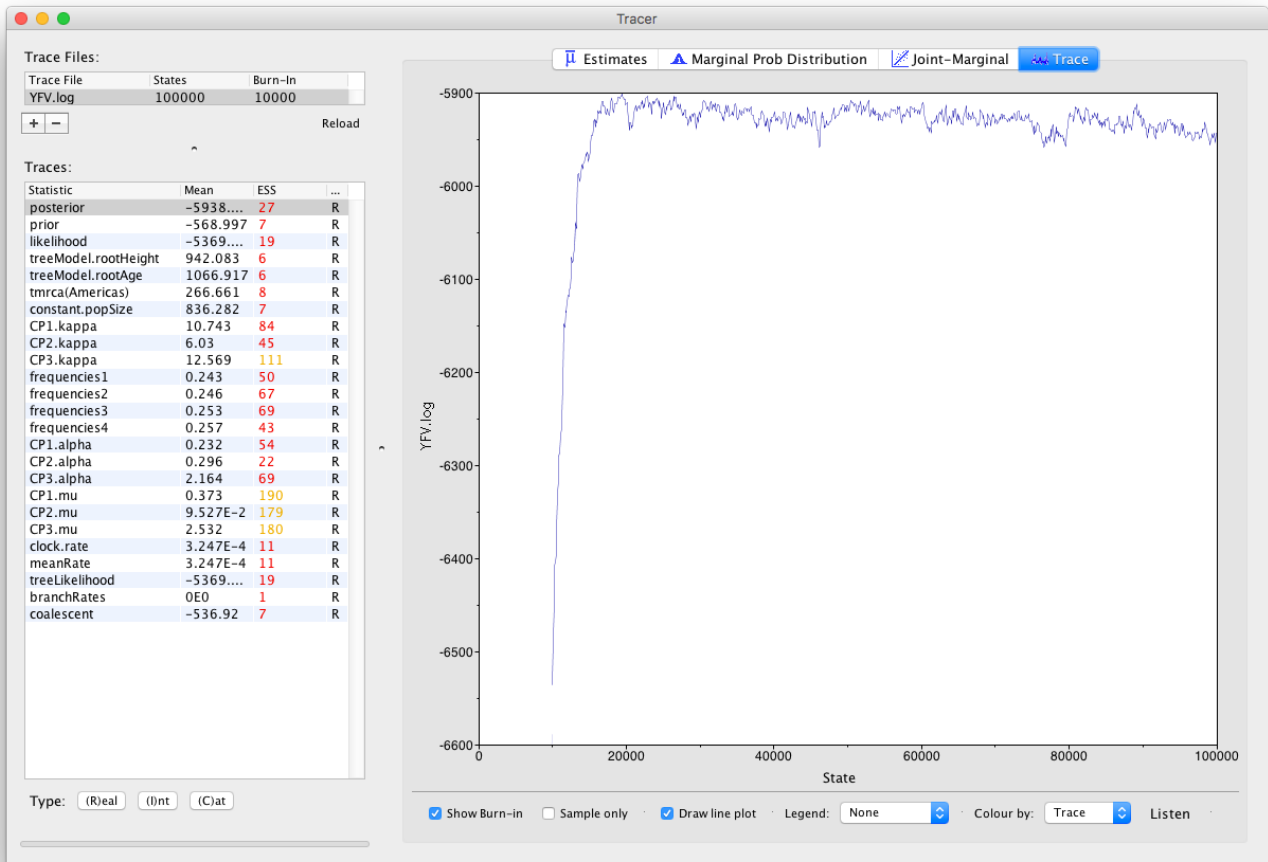 Tracer
Trace Files:
Trace File States Burn-In
YFV.log 100000 10000
+ − Reload
Traces:
Statistic Mean ESS ...
posterior -5938.... 27 R
prior -568.997 7 R
likelihood -5369.... 19 R
treeModel.rootHeight 942.083 6 R
treeModel.rootAge 1066.917 6 R
tmrca(Americas) 266.661 8 R
constant.popSize 836.282 7 R
CP1.kappa 10.743 84 R
CP2.kappa 6.03 45 R
CP3.kappa 12.569 111 R
frequencies1 0.243 50 R
frequencies2 0.246 67 R
frequencies3 0.253 69 R
frequencies4 0.257 43 R
CP1.alpha 0.232 54 R
CP2.alpha 0.296 22 R
CP3.alpha 2.164 69 R
CP1.mu 0.373 190 R
CP2.mu 9.527E-2 179 R
CP3.mu 2.532 180 R
clock.rate 3.247E-4 11 R
meanRate 3.247E-4 11 R
treeLikelihood -5369.... 19 R
branchRates 0E0 1 R
coalescent -536.92 7 R
Type: (R)eal (I)nt (C)at
μ Estimates Marginal Prob Distribution Joint-Marginal Trace
-5900
-6000
-6100
-6200
-6300
-6400
-6500
-6600
YFV.log
0 20000 40000 60000 80000 100000
State
Show Burn-in Sample only Draw line plot Legend: None Colour by: Trace Listen